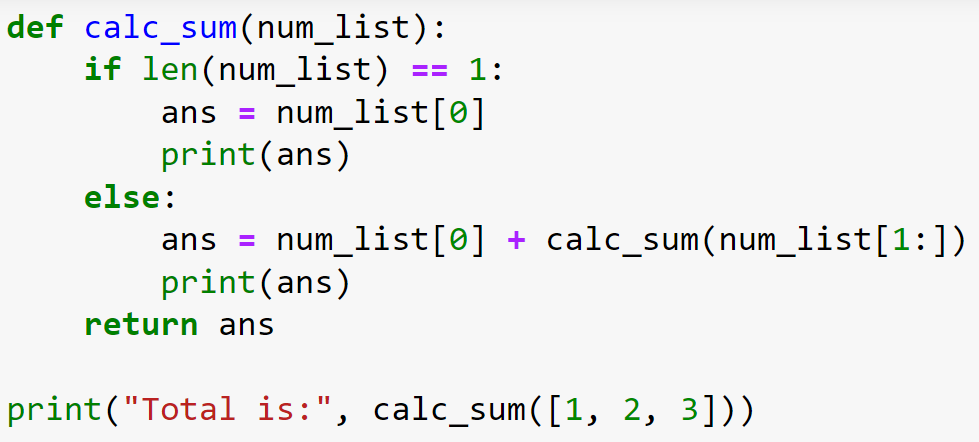 def calc_sum(num_list):
    if len(num_list) == 1:
        ans = num_list[0]
        print(ans)
    else:
        ans = num_list[0] + calc_sum(num_list[1:])
        print(ans)
    return ans

print("Total is:", calc_sum([1, 2, 3]))